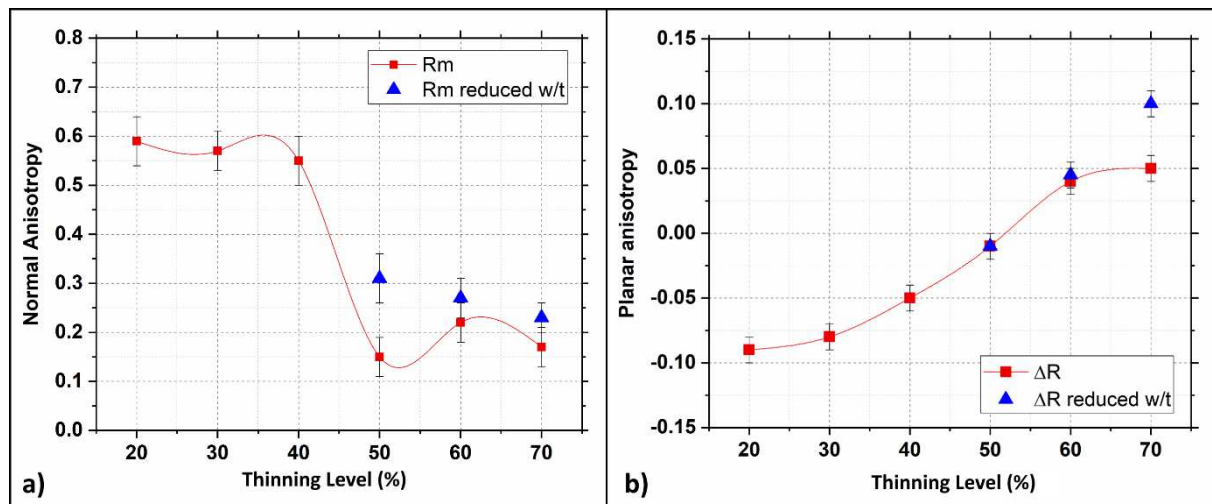 0.8
0.7
0.6
0.5
0.4
0.3
0.2
0.1
0.0
Normal Anisotropy
Rm
Rm reduced w/t
20 30 40 50 60 70
Thinning Level (%)
a)
0.15
0.10
0.05
0.00
-0.05
-0.10
-0.15
Planar anisotropy
ΔR
ΔR reduced w/t
20 30 40 50 60 70
Thinning Level (%)
b)